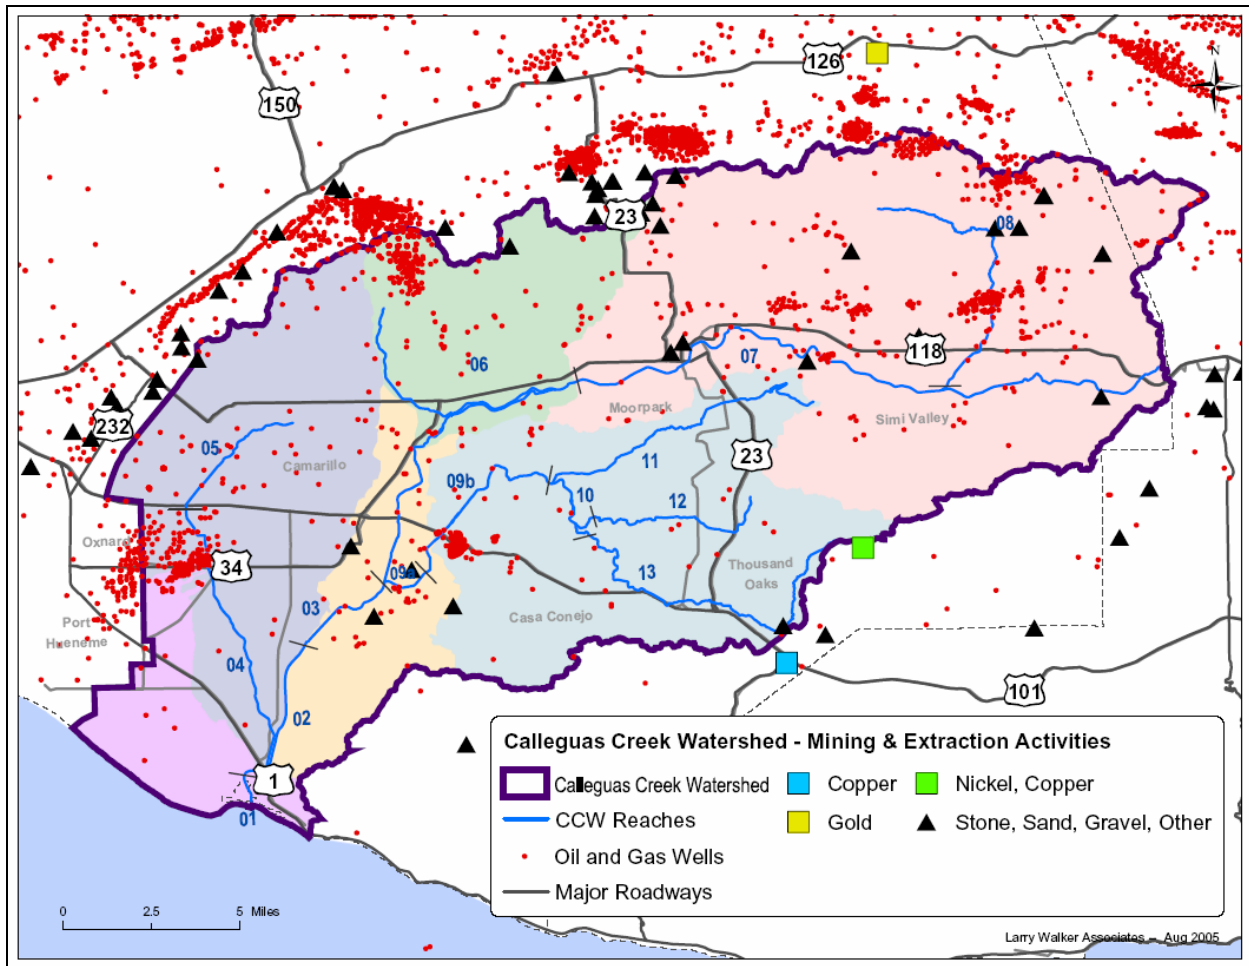 N
126
150
23
08
118
07
06
Moorpark
Simi Valley
232
05
Camarillo
09b
11
23
10
12
Oxnard
34
09a
13
Thousand
Oaks
03
Casa Conejo
Port
Hueneme
04
02
101
1
01
Calleguas Creek Watershed - Mining & Extraction Activities
Calleguas Creek Watershed
Copper
Nickel, Copper
CCW Reaches
Gold
Stone, Sand, Gravel, Other
Oil and Gas Wells
Major Roadways
0 2.5 5 Miles
Larry Walker Associates -- Aug 2005